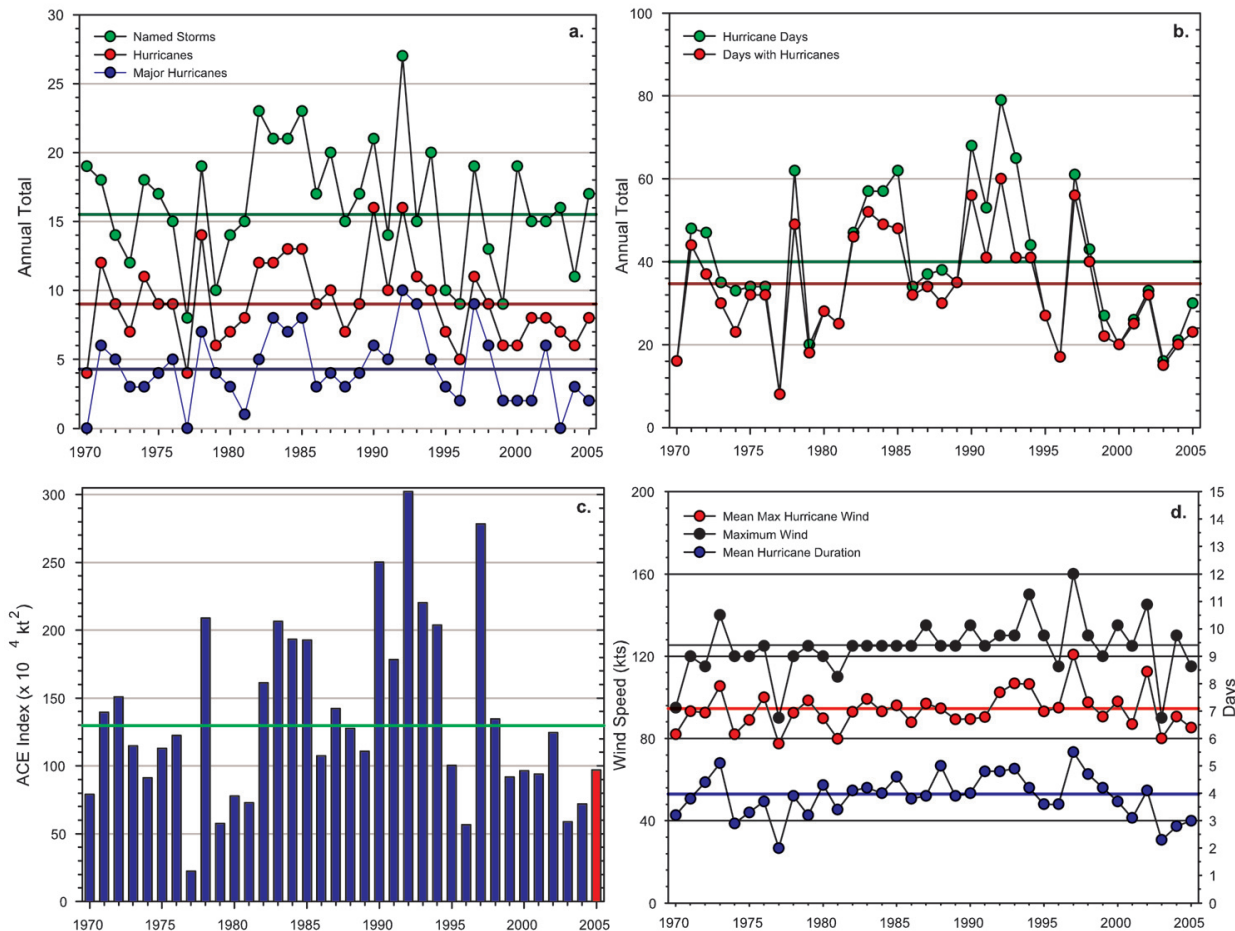 a.
Named Storms
Hurricanes
Major Hurricanes
Annual Total
30
25
20
15
10
5
0
1970 1975 1980 1985 1990 1995 2000 2005
b.
Hurricane Days
Days with Hurricanes
Annual Total
100
80
60
40
20
0
1970 1975 1980 1985 1990 1995 2000 2005
c.
ACE Index (x 10 4 kt2)
300
250
200
150
100
50
0
1970 1975 1980 1985 1990 1995 2000 2005
d.
Mean Max Hurricane Wind
Maximum Wind
Mean Hurricane Duration
Wind Speed (kts)
200
160
120
80
40
0
Days
15
14
13
12
11
10
9
8
7
6
5
4
3
2
1
0
1970 1975 1980 1985 1990 1995 2000 2005